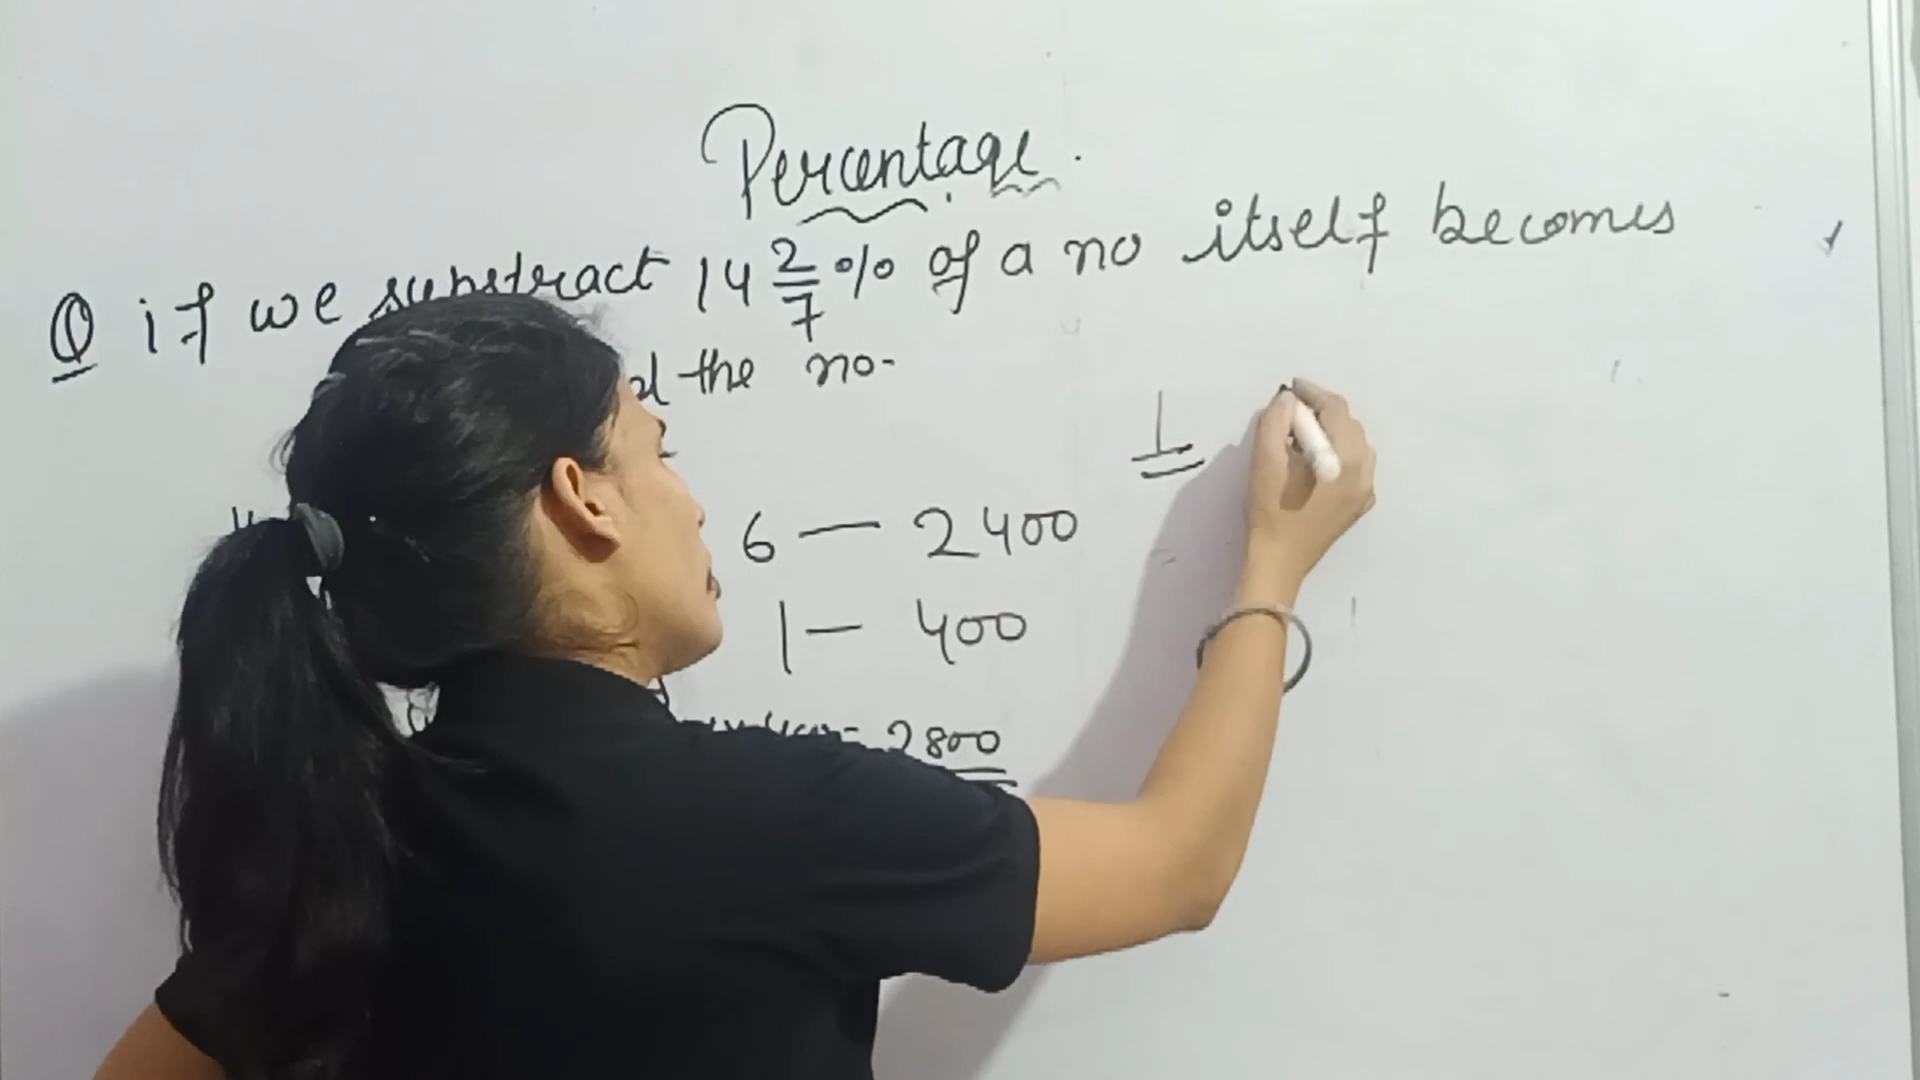 Percentage.
Q if we substract 14 2/7 % of a no itself becomes
the no-
6 — 2400
1 — 400
2800
1